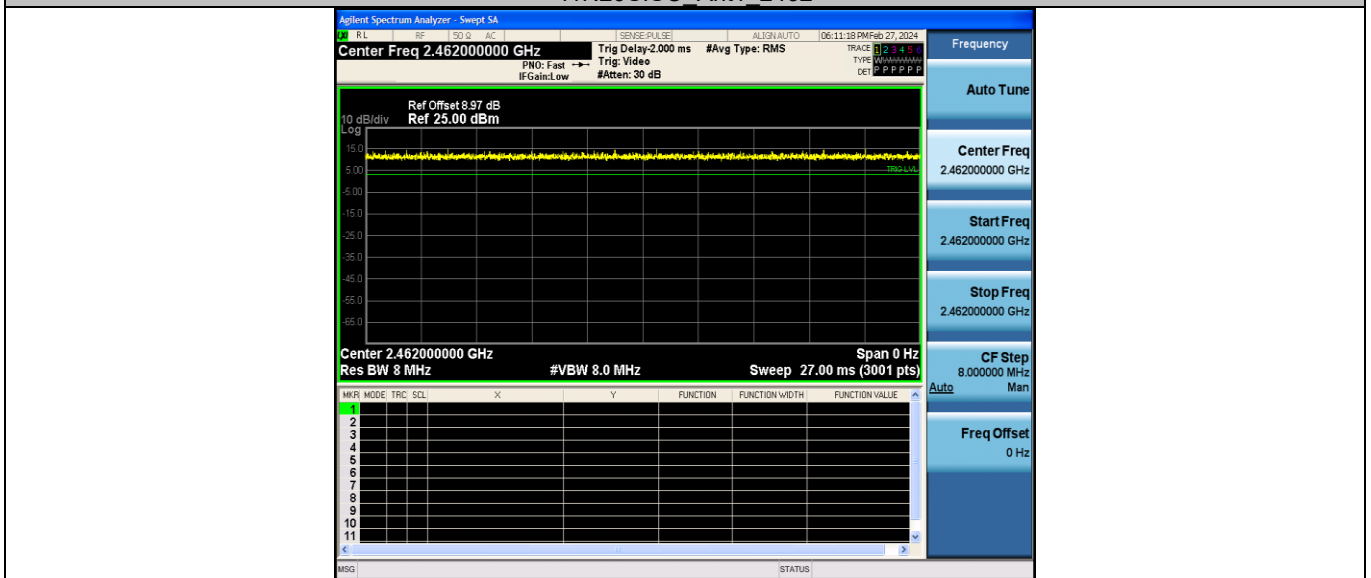 Agilent Spectrum Analyzer - Swept SA
RL RF 50 Ω AC SENSE:PULSE ALIGN AUTO 06:11:18 PM Feb 27, 2024
Center Freq 2.462000000 GHz
PNO: Fast
IFGain:Low
Trig Delay-2.000 ms
Trig: Video
#Atten: 30 dB
#Avg Type: RMS
TRACE 1 2 3 4 5 6
TYPE
DET P P P P P P
Frequency
Auto Tune
Center Freq
2.462000000 GHz
Start Freq
2.462000000 GHz
Stop Freq
2.462000000 GHz
CF Step
8.000000 MHz
Auto Man
Freq Offset
0 Hz
Ref Offset 8.97 dB
10 dB/div Ref 25.00 dBm
Log
15.0
5.00
TRIG LVL
-5.00
-15.0
-25.0
-35.0
-45.0
-55.0
-65.0
Center 2.462000000 GHz Span 0 Hz
Res BW 8 MHz #VBW 8.0 MHz Sweep 27.00 ms (3001 pts)
MKR MODE TRC SCL X Y FUNCTION FUNCTION WIDTH FUNCTION VALUE
1
2
3
4
5
6
7
8
9
10
11
MSG STATUS